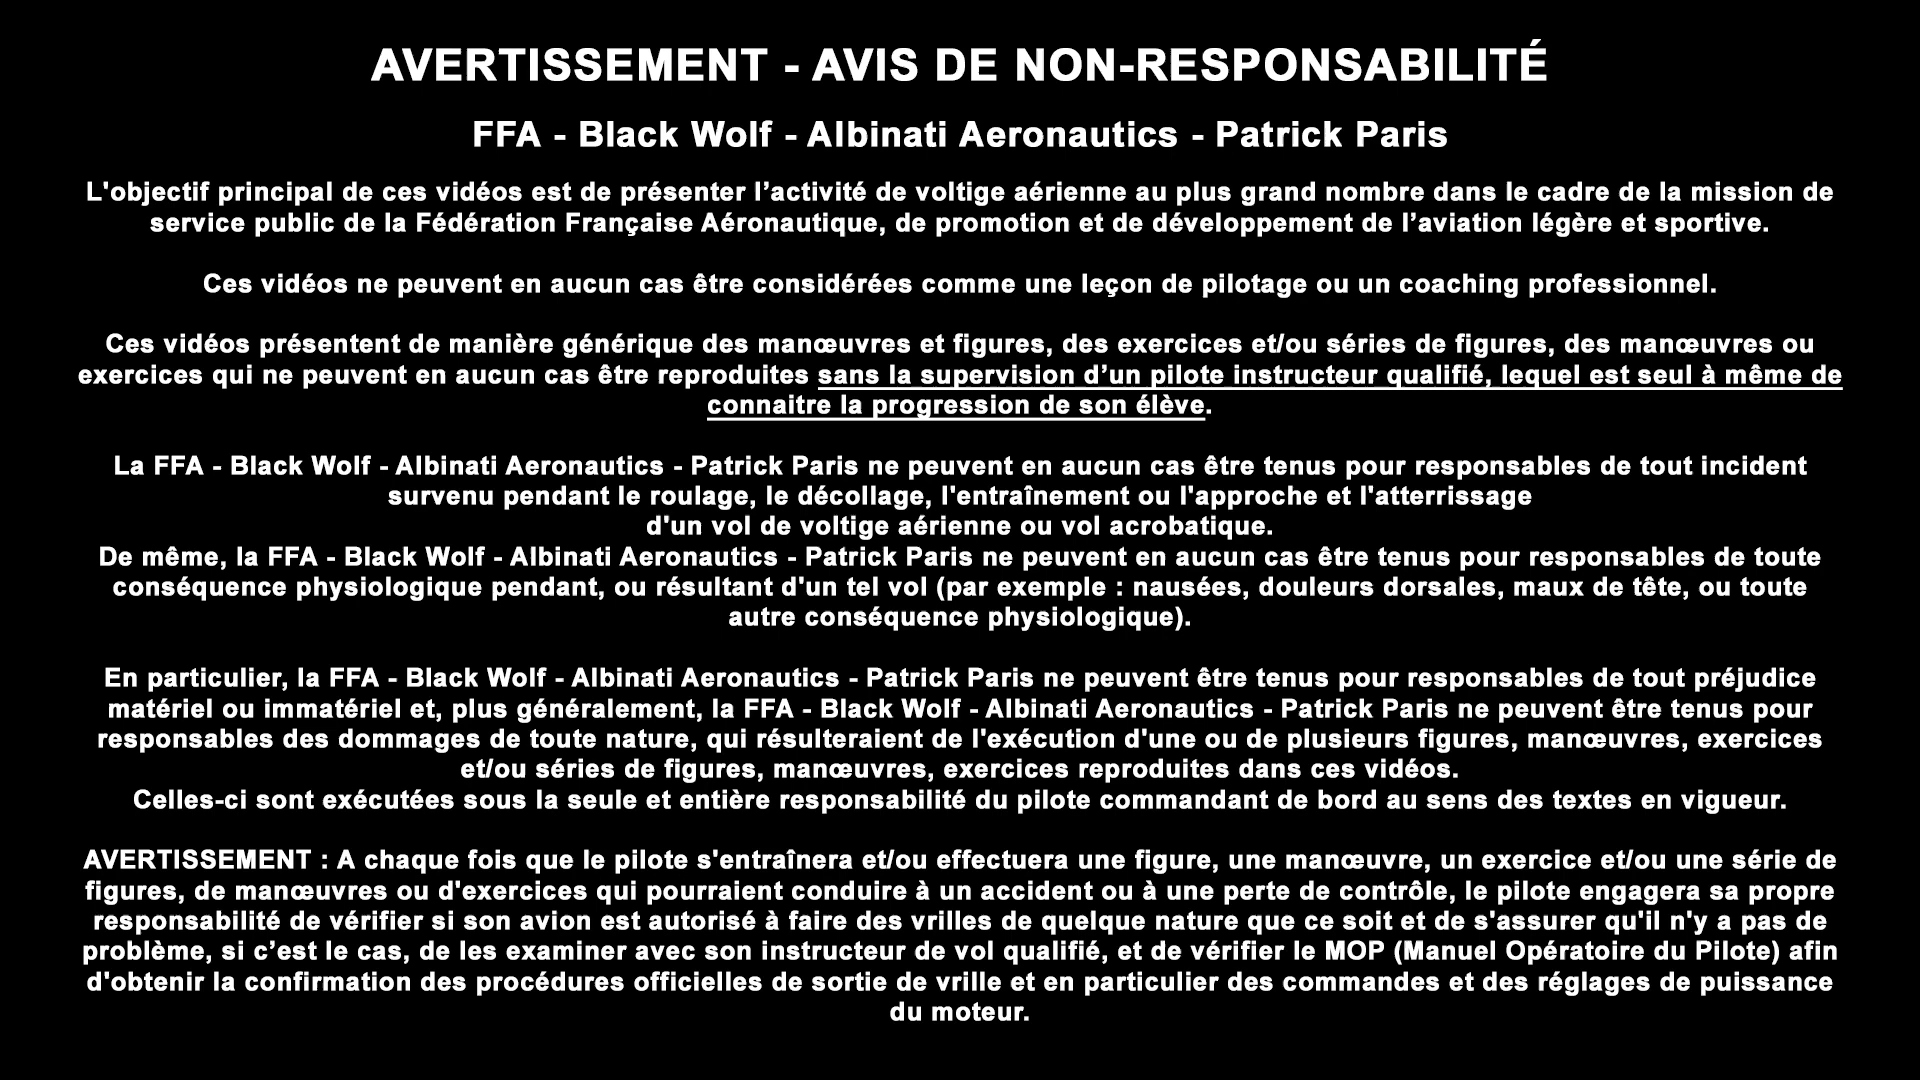 AVERTISSEMENT - AVIS DE NON-RESPONSABILITÉ
FFA - Black Wolf - Albinati Aeronautics - Patrick Paris
L'objectif principal de ces vidéos est de présenter l’activité de voltige aérienne au plus grand nombre dans le cadre de la mission de
service public de la Fédération Française Aéronautique, de promotion et de développement de l’aviation légère et sportive.
Ces vidéos ne peuvent en aucun cas être considérées comme une leçon de pilotage ou un coaching professionnel.
Ces vidéos présentent de manière générique des manœuvres et figures, des exercices et/ou séries de figures, des manœuvres ou
exercices qui ne peuvent en aucun cas être reproduites sans la supervision d’un pilote instructeur qualifié, lequel est seul à même de
connaitre la progression de son élève.
La FFA - Black Wolf - Albinati Aeronautics - Patrick Paris ne peuvent en aucun cas être tenus pour responsables de tout incident
survenu pendant le roulage, le décollage, l'entraînement ou l'approche et l'atterrissage
d'un vol de voltige aérienne ou vol acrobatique.
De même, la FFA - Black Wolf - Albinati Aeronautics - Patrick Paris ne peuvent en aucun cas être tenus pour responsables de toute
conséquence physiologique pendant, ou résultant d'un tel vol (par exemple : nausées, douleurs dorsales, maux de tête, ou toute
autre conséquence physiologique).
En particulier, la FFA - Black Wolf - Albinati Aeronautics - Patrick Paris ne peuvent être tenus pour responsables de tout préjudice
matériel ou immatériel et, plus généralement, la FFA - Black Wolf - Albinati Aeronautics - Patrick Paris ne peuvent être tenus pour
responsables des dommages de toute nature, qui résulteraient de l'exécution d'une ou de plusieurs figures, manœuvres, exercices
et/ou séries de figures, manœuvres, exercices reproduites dans ces vidéos.
Celles-ci sont exécutées sous la seule et entière responsabilité du pilote commandant de bord au sens des textes en vigueur.
AVERTISSEMENT : A chaque fois que le pilote s'entraînera et/ou effectuera une figure, une manœuvre, un exercice et/ou une série de
figures, de manœuvres ou d'exercices qui pourraient conduire à un accident ou à une perte de contrôle, le pilote engagera sa propre
responsabilité de vérifier si son avion est autorisé à faire des vrilles de quelque nature que ce soit et de s'assurer qu'il n'y a pas de
problème, si c’est le cas, de les examiner avec son instructeur de vol qualifié, et de vérifier le MOP (Manuel Opératoire du Pilote) afin
d'obtenir la confirmation des procédures officielles de sortie de vrille et en particulier des commandes et des réglages de puissance
du moteur.